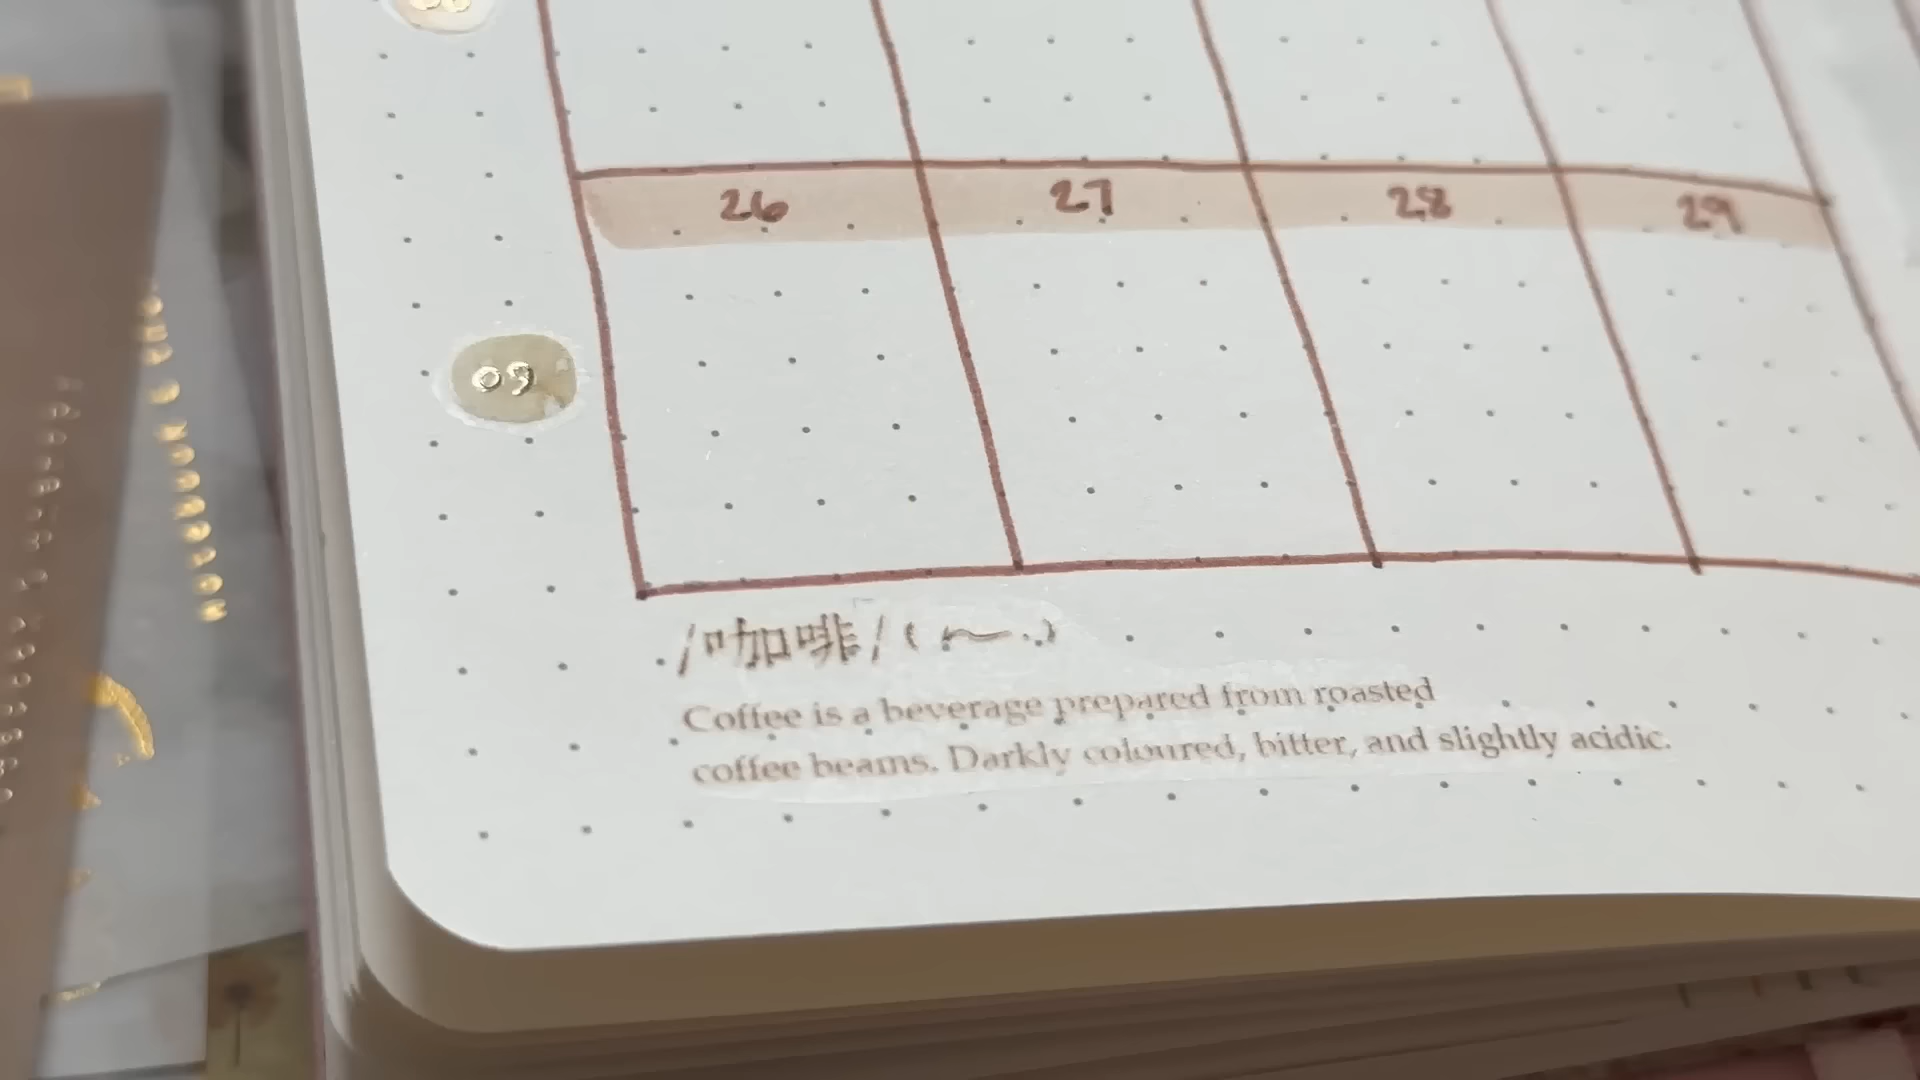 26 27 28 29
09
/咖啡/
Coffee is a beverage prepared from roasted
coffee beams. Darkly coloured, bitter, and slightly acidic.